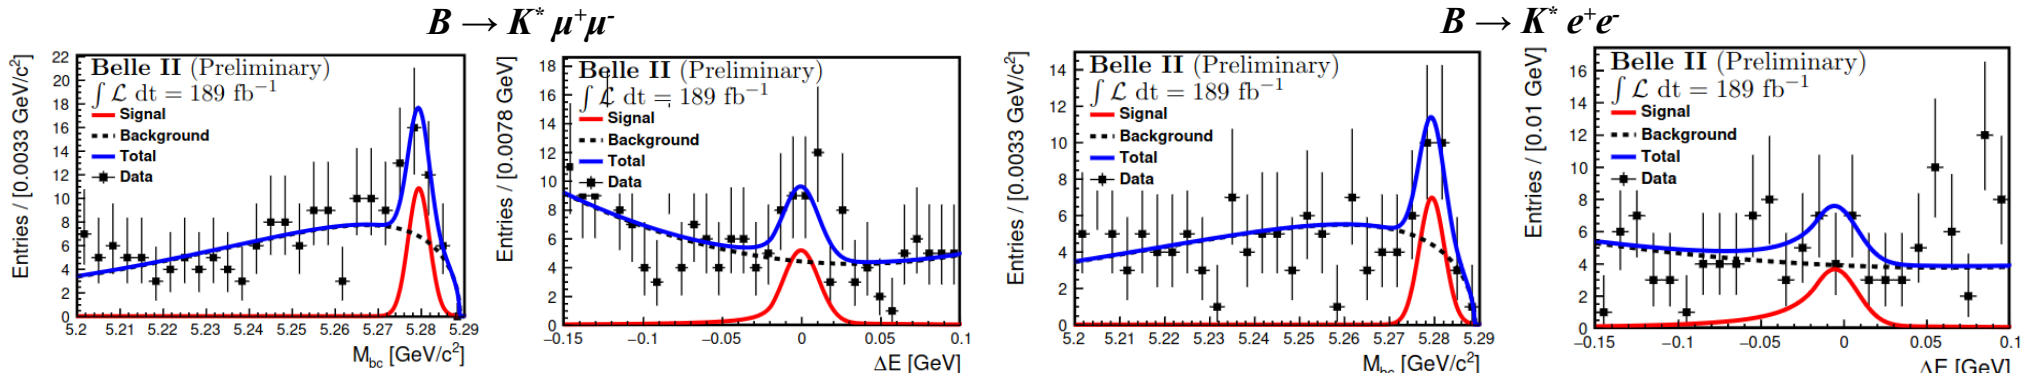 B → K* μ⁺μ⁻
B → K* e⁺e⁻
Entries / [0.0033 GeV/c²]
22
20
18
16
14
12
10
8
6
4
2
0
Belle II (Preliminary)
∫ℒ dt = 189 fb⁻¹
Signal
Background
Total
Data
5.2 5.21 5.22 5.23 5.24 5.25 5.26 5.27 5.28 5.29
M_bc [GeV/c²]
Entries / [0.0078 GeV]
18
16
14
12
10
8
6
4
2
0
Belle II (Preliminary)
∫ℒ dt = 189 fb⁻¹
Signal
Background
Total
Data
−0.15 −0.1 −0.05 0 0.05 0.1
ΔE [GeV]
Entries / [0.0033 GeV/c²]
14
12
10
8
6
4
2
0
Belle II (Preliminary)
∫ℒ dt = 189 fb⁻¹
Signal
Background
Total
Data
5.2 5.21 5.22 5.23 5.24 5.25 5.26 5.27 5.28 5.29
M_bc [GeV/c²]
Entries / [0.01 GeV]
16
14
12
10
8
6
4
2
0
Belle II (Preliminary)
∫ℒ dt = 189 fb⁻¹
Signal
Background
Total
Data
−0.15 −0.1 −0.05 0 0.05 0.1
ΔE [GeV]